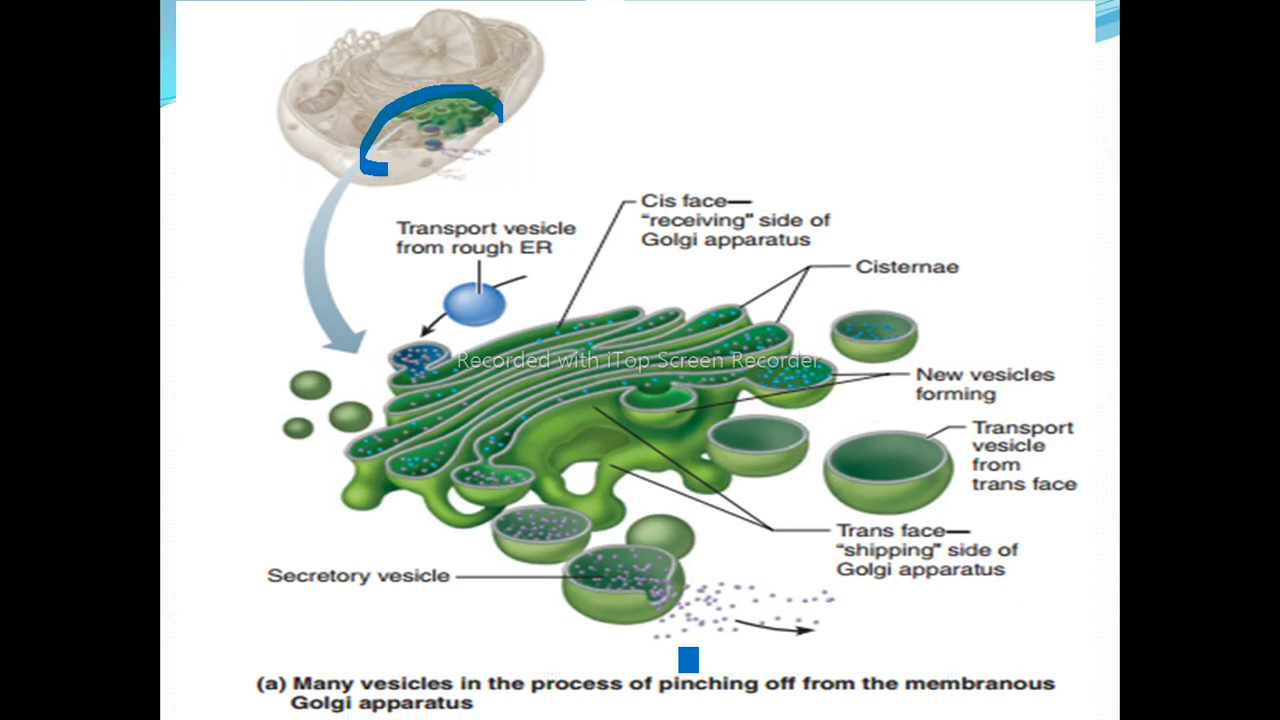 Cis face—
“receiving” side of
Golgi apparatus
Transport vesicle
from rough ER
Cisternae
Recorded with iTop Screen Recorder
New vesicles
forming
Transport
vesicle
from
trans face
Trans face—
“shipping” side of
Golgi apparatus
Secretory vesicle
(a) Many vesicles in the process of pinching off from the membranous
Golgi apparatus